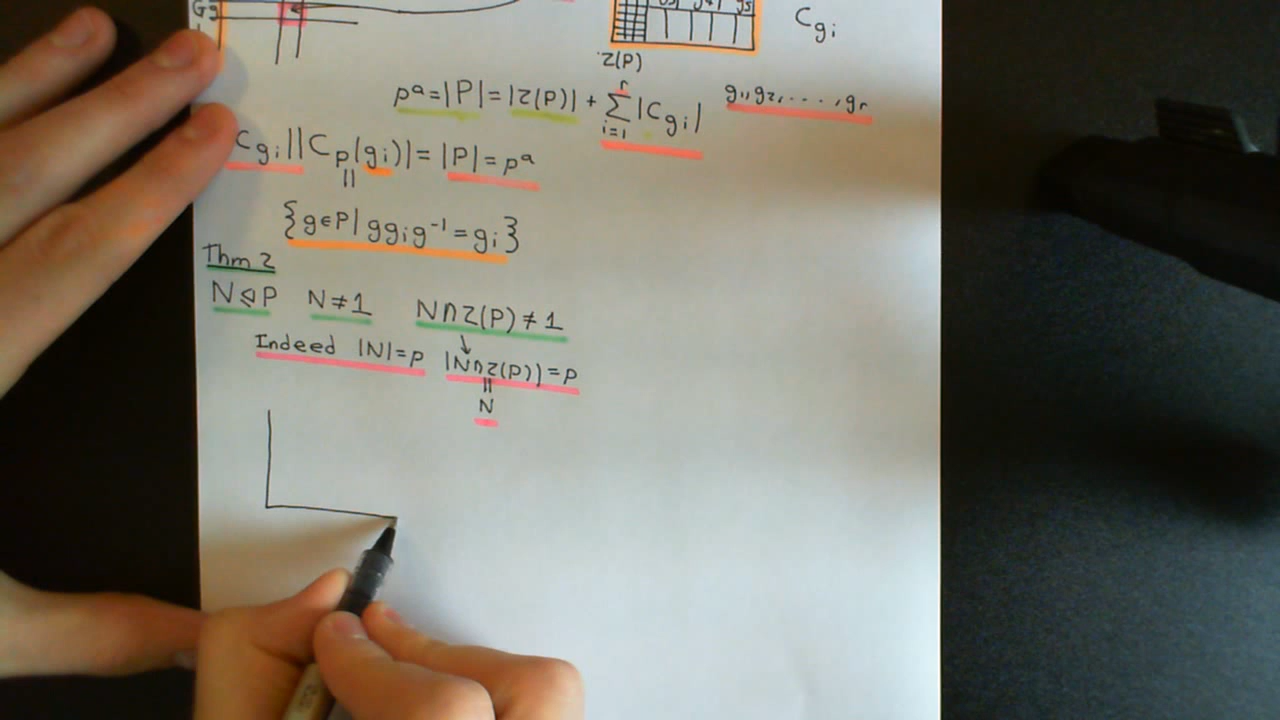 Z(P)
C_{g_i}
p^a = |P| = |Z(P)| + \sum_{i=1}^{r} |C_{g_i}| g_1, g_2, ...., g_r
C_{g_i}||C_P(g_i)| = |P| = p^a
||
{g∈P | g g_i g^{-1} = g_i}
Thm 2
N⊲P N≠1 N∩Z(P)≠1
↓
Indeed |N|=p |N∩Z(P)|=p
||
N